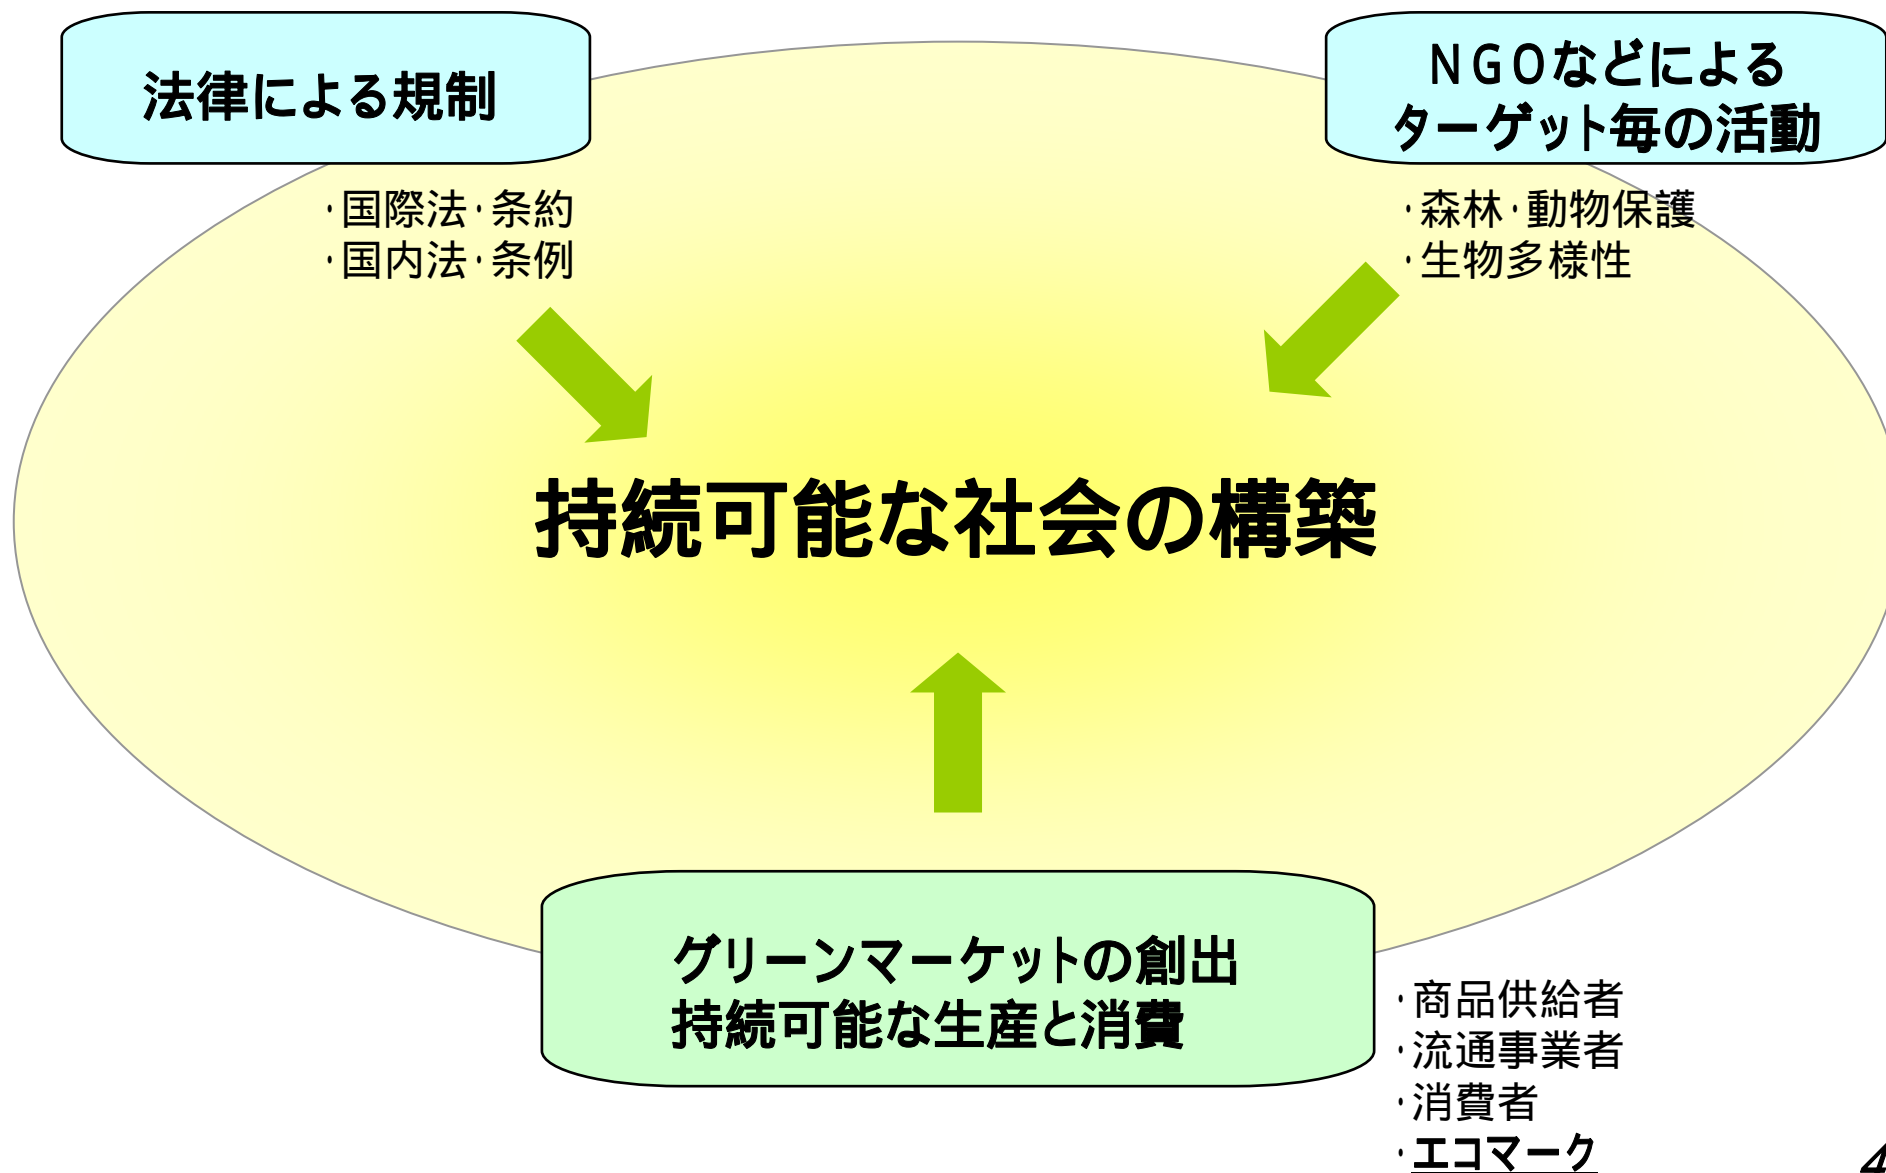 法律による規制
・国際法・条約
・国内法・条例
NGOなどによる
ターゲット毎の活動
・森林・動物保護
・生物多様性
持続可能な社会の構築
グリーンマーケットの創出
持続可能な生産と消費
・商品供給者
・流通事業者
・消費者
・エコマーク